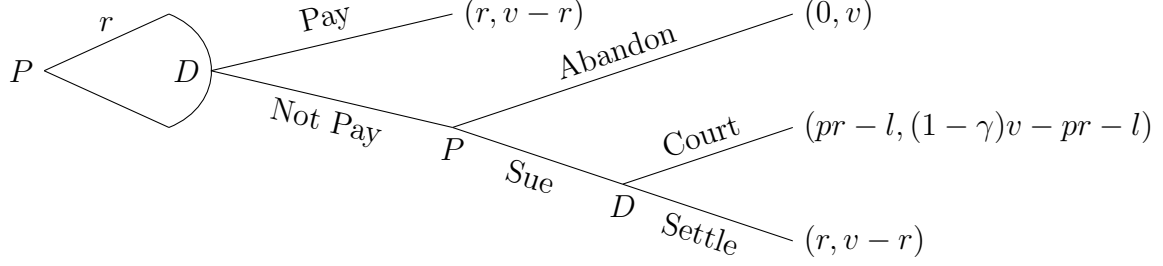 P
r
D
Pay
(r, v − r)
Not Pay
P
Abandon
(0, v)
Sue
D
Court
(pr − l, (1 − γ)v − pr − l)
Settle
(r, v − r)